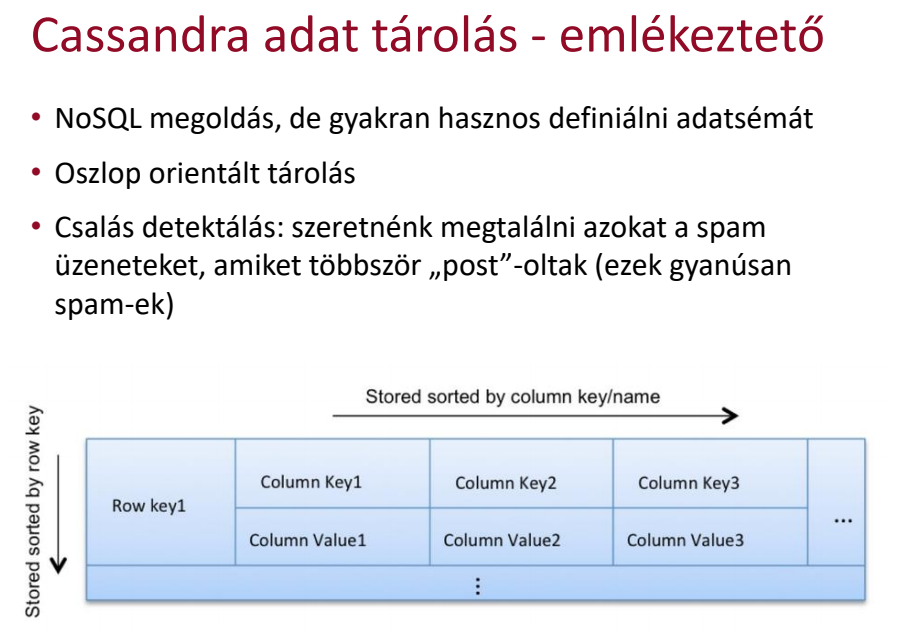 Cassandra adat tárolás - emlékeztető
• NoSQL megoldás, de gyakran hasznos definiálni adatsémát
• Oszlop orientált tárolás
• Csalás detektálás: szeretnénk megtalálni azokat a spam
üzeneteket, amiket többször „post”-oltak (ezek gyanúsan
spam-ek)
Stored sorted by column key/name
Stored sorted by row key
Row key1
Column Key1
Column Key2
Column Key3
...
Column Value1
Column Value2
Column Value3
⋮